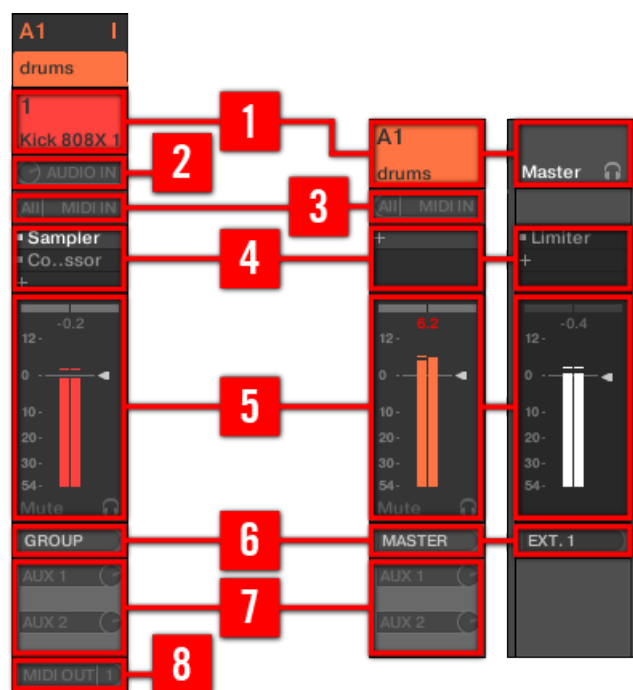 A1 I
drums
1
Kick 808X 1
AUDIO IN
All MIDI IN
Sampler
Co..ssor
+
-0.2
12-
0 -
10-
20-
30-
54-
Mute
GROUP
AUX 1
AUX 2
MIDI OUT 1
1
2
3
4
5
6
7
8
A1
drums
All MIDI IN
+
6.2
12-
0 -
10-
20-
30-
54-
Mute
MASTER
AUX 1
AUX 2
Master
Limiter
+
-0.4
12-
0 -
10-
20-
30-
54-
EXT. 1